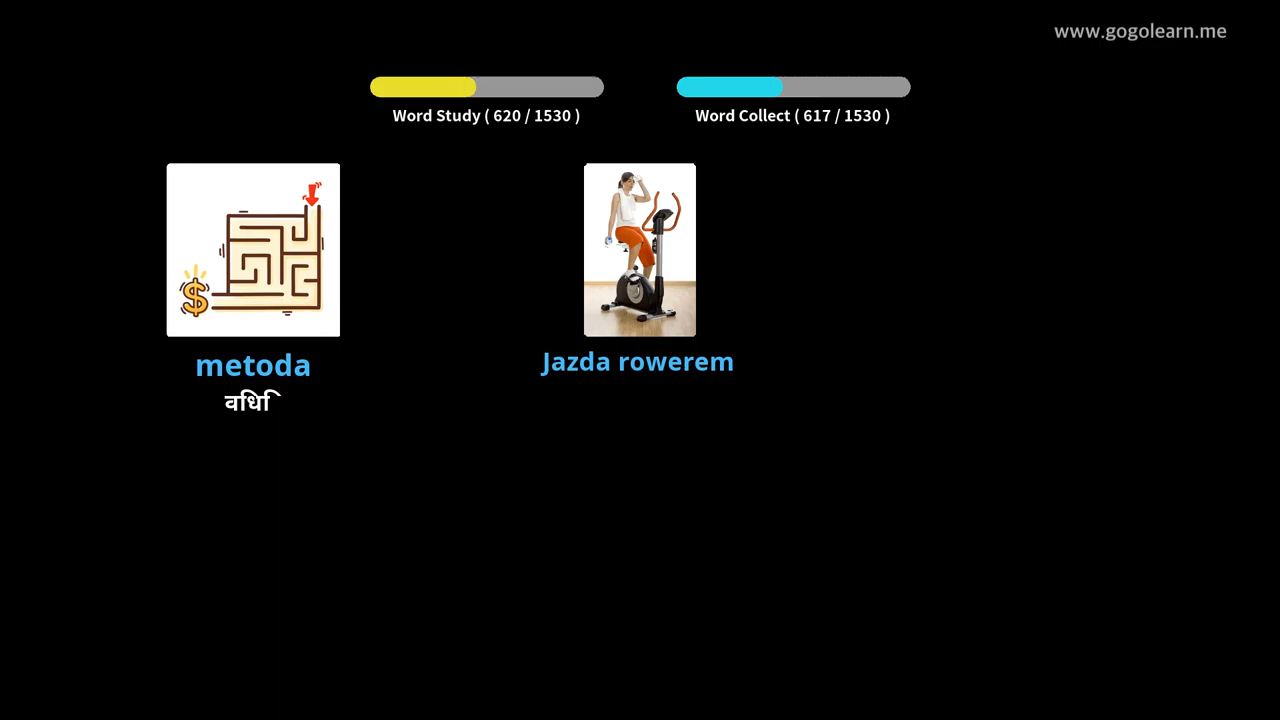 www.gogolearn.me
Word Study ( 620 / 1530 )
Word Collect ( 617 / 1530 )
metoda
Jazda rowerem
विधि